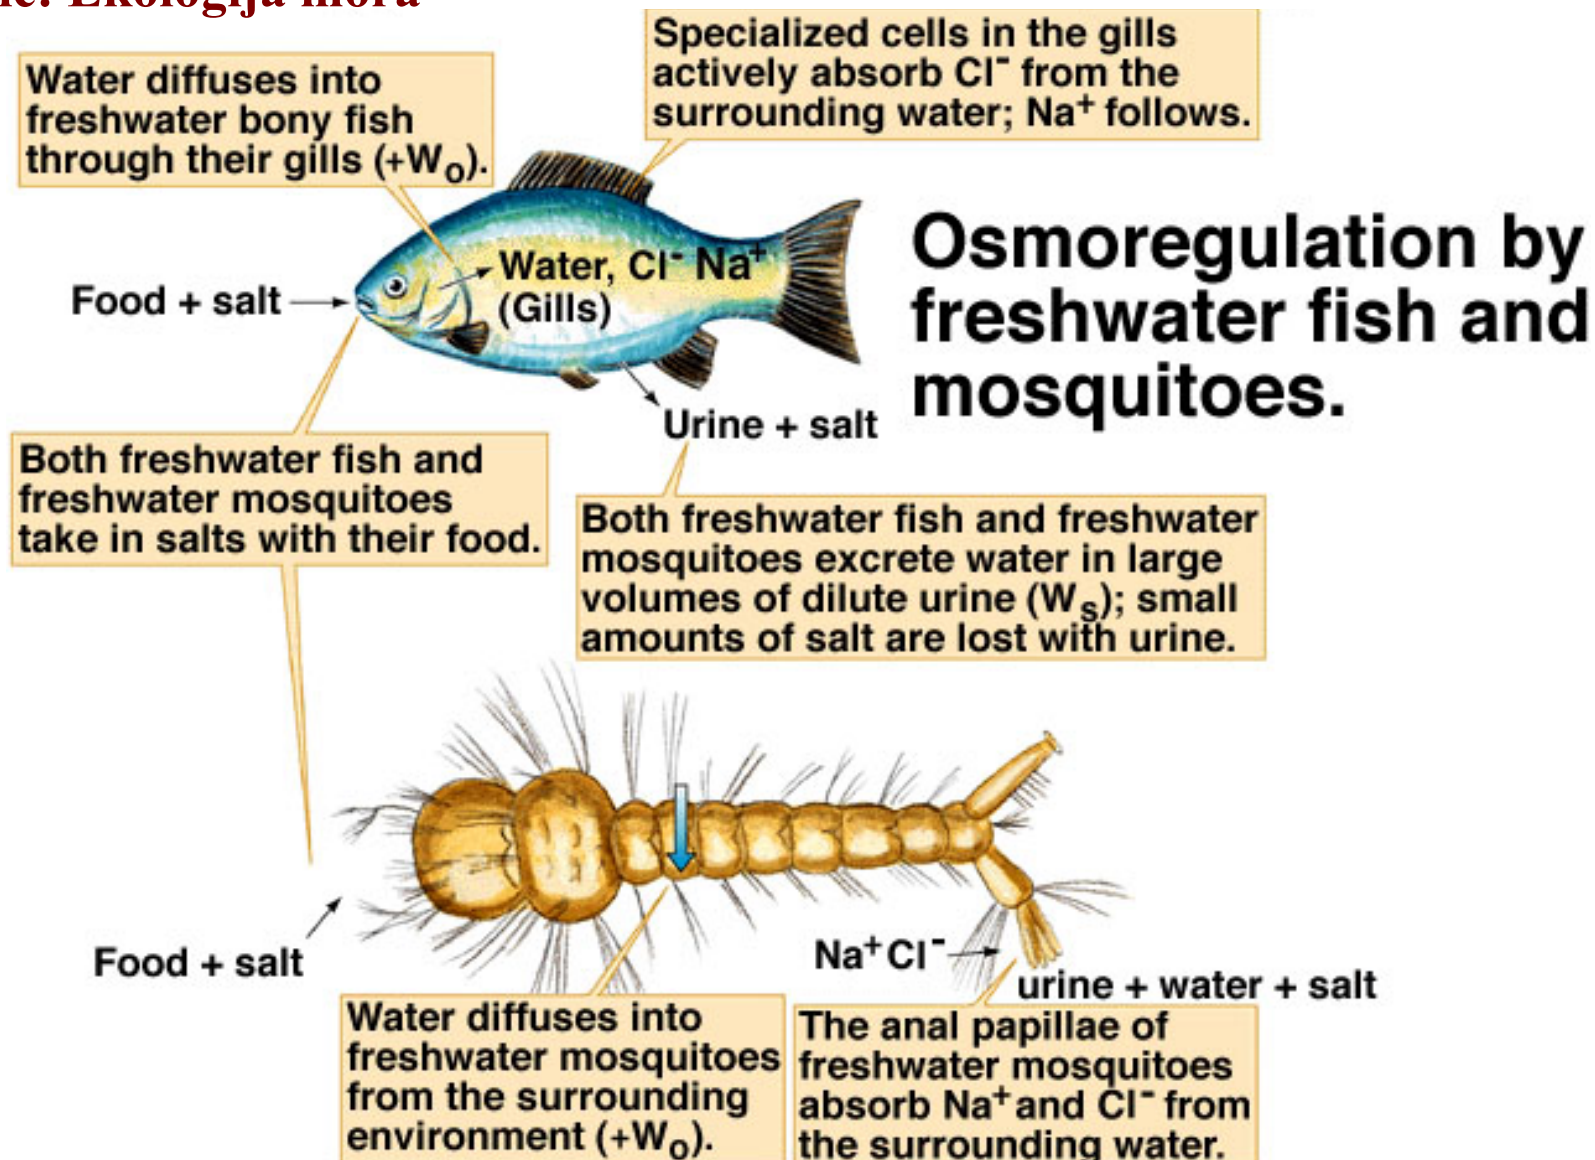 Ekologija mora
Specialized cells in the gills
actively absorb Cl⁻ from the
surrounding water; Na⁺ follows.
Water diffuses into
freshwater bony fish
through their gills (+Wₒ).
Osmoregulation by
freshwater fish and
mosquitoes.
Water, Cl⁻ Na⁺
(Gills)
Food + salt
Urine + salt
Both freshwater fish and
freshwater mosquitoes
take in salts with their food.
Both freshwater fish and freshwater
mosquitoes excrete water in large
volumes of dilute urine (Wₛ); small
amounts of salt are lost with urine.
Food + salt
Na⁺Cl⁻
urine + water + salt
Water diffuses into
freshwater mosquitoes
from the surrounding
environment (+Wₒ).
The anal papillae of
freshwater mosquitoes
absorb Na⁺ and Cl⁻ from
the surrounding water.